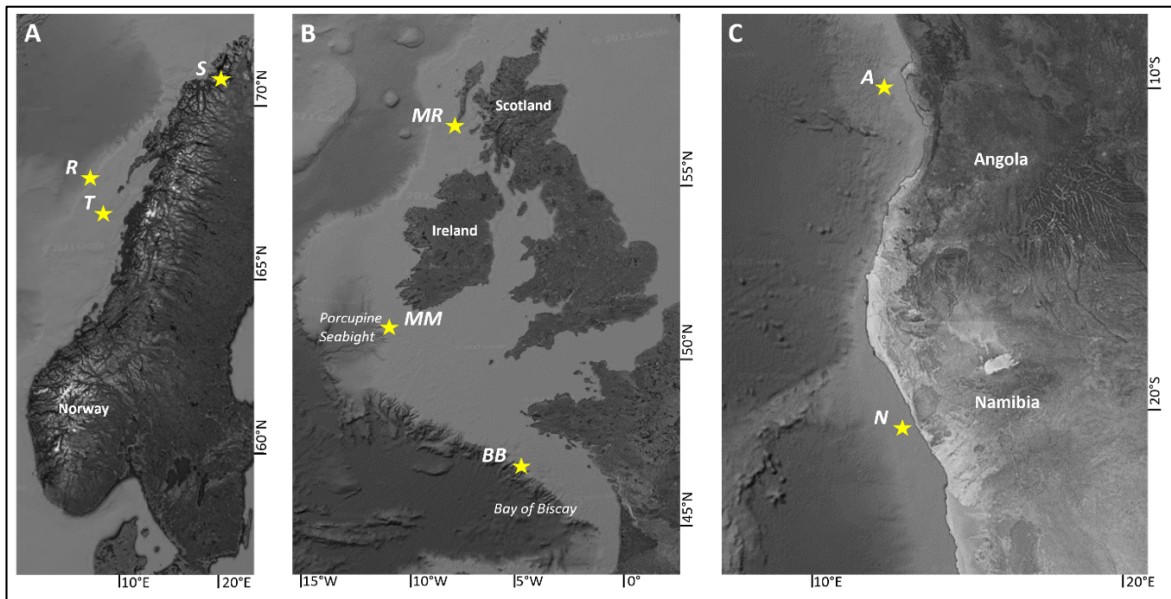 A
S
R
T
Norway
70°N
65°N
60°N
10°E
20°E
B
MR
Scotland
Ireland
Porcupine
Seabight
MM
BB
Bay of Biscay
55°N
50°N
45°N
15°W
10°W
5°W
0°
C
A
Angola
Namibia
N
10°S
20°S
10°E
20°E